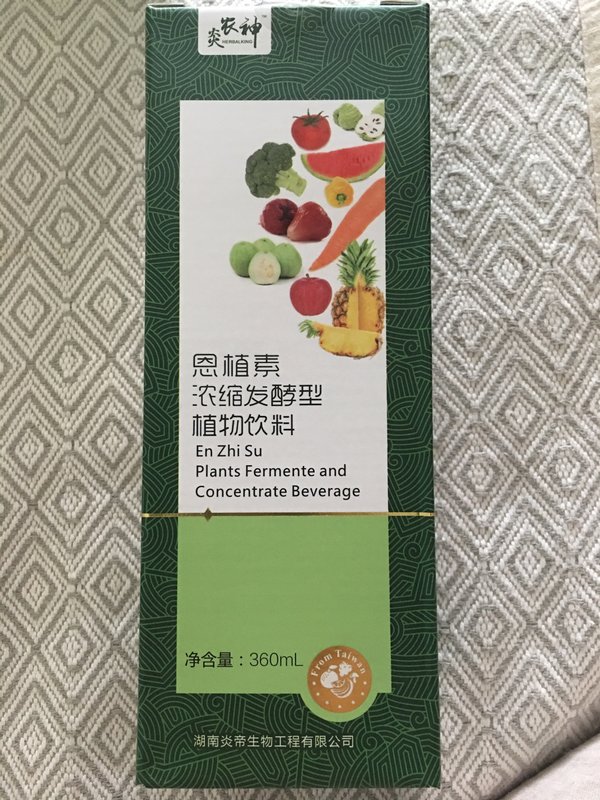 炎农神
HERBALKING
恩植素
浓缩发酵型
植物饮料
En Zhi Su
Plants Fermente and
Concentrate Beverage
净含量：360mL
From Taiwan
湖南炎帝生物工程有限公司